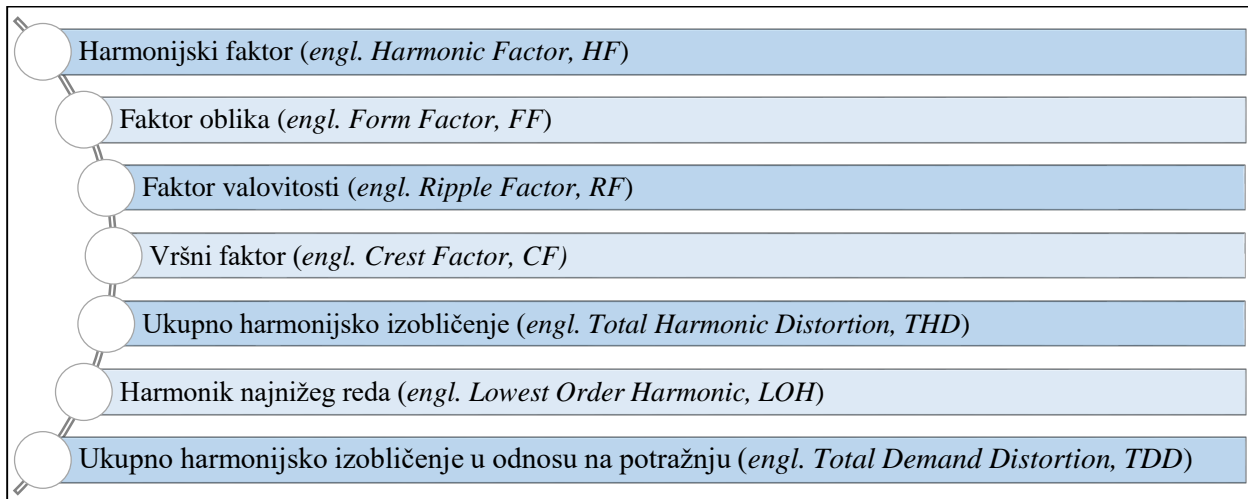 Harmonijski faktor (engl. Harmonic Factor, HF)
Faktor oblika (engl. Form Factor, FF)
Faktor valovitosti (engl. Ripple Factor, RF)
Vršni faktor (engl. Crest Factor, CF)
Ukupno harmonijsko izobličenje (engl. Total Harmonic Distortion, THD)
Harmonik najnižeg reda (engl. Lowest Order Harmonic, LOH)
Ukupno harmonijsko izobličenje u odnosu na potražnju (engl. Total Demand Distortion, TDD)